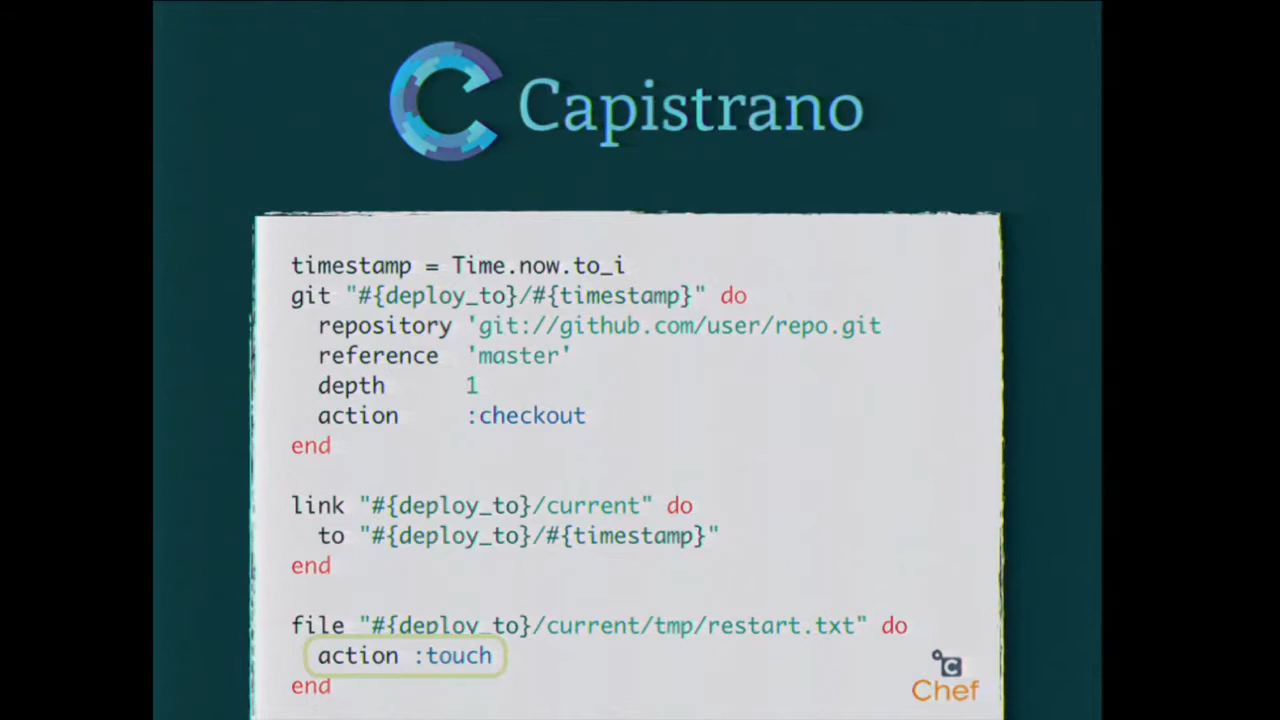 Capistrano
timestamp = Time.now.to_i
git "#{deploy_to}/#{timestamp}" do
  repository 'git://github.com/user/repo.git
  reference  'master'
  depth      1
  action     :checkout
end
link "#{deploy_to}/current" do
  to "#{deploy_to}/#{timestamp}"
end
file "#{deploy_to}/current/tmp/restart.txt" do
  action :touch
end
Chef